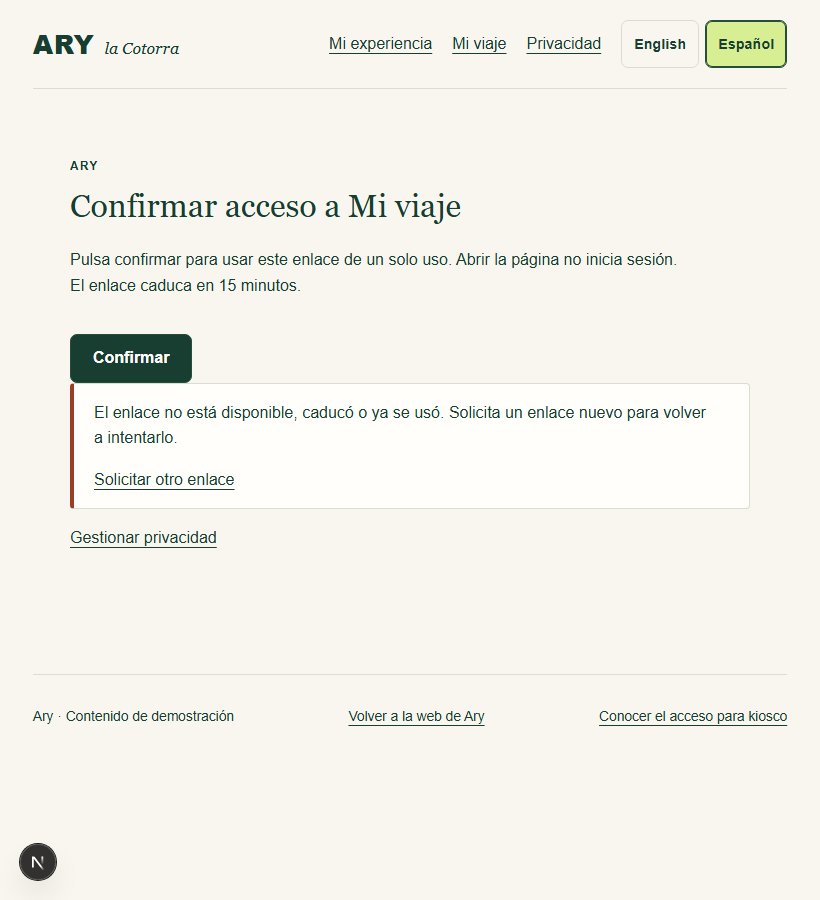 ARY la Cotorra
Mi experiencia Mi viaje Privacidad English Español
ARY
Confirmar acceso a Mi viaje
Pulsa confirmar para usar este enlace de un solo uso. Abrir la página no inicia sesión.
El enlace caduca en 15 minutos.
Confirmar
El enlace no está disponible, caducó o ya se usó. Solicita un enlace nuevo para volver
a intentarlo.
Solicitar otro enlace
Gestionar privacidad
Ary · Contenido de demostración Volver a la web de Ary Conocer el acceso para kiosco
N